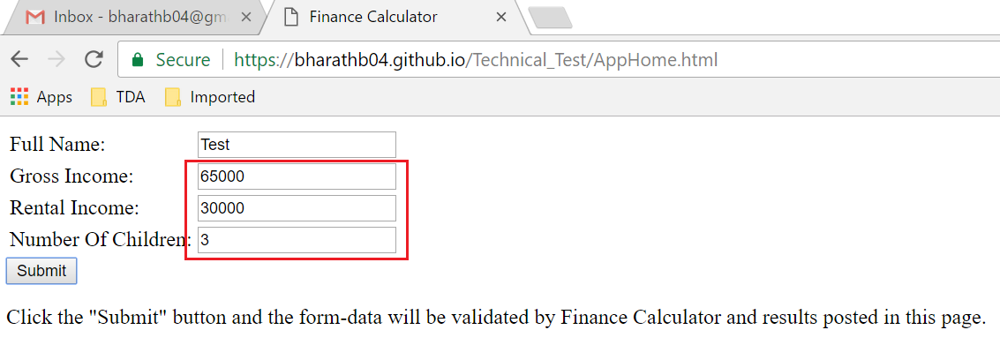 Inbox - bharathb04@gm
Finance Calculator
Secure https://bharathb04.github.io/Technical_Test/AppHome.html
Apps TDA Imported
Full Name: Test
Gross Income: 65000
Rental Income: 30000
Number Of Children: 3
Submit
Click the "Submit" button and the form-data will be validated by Finance Calculator and results posted in this page.